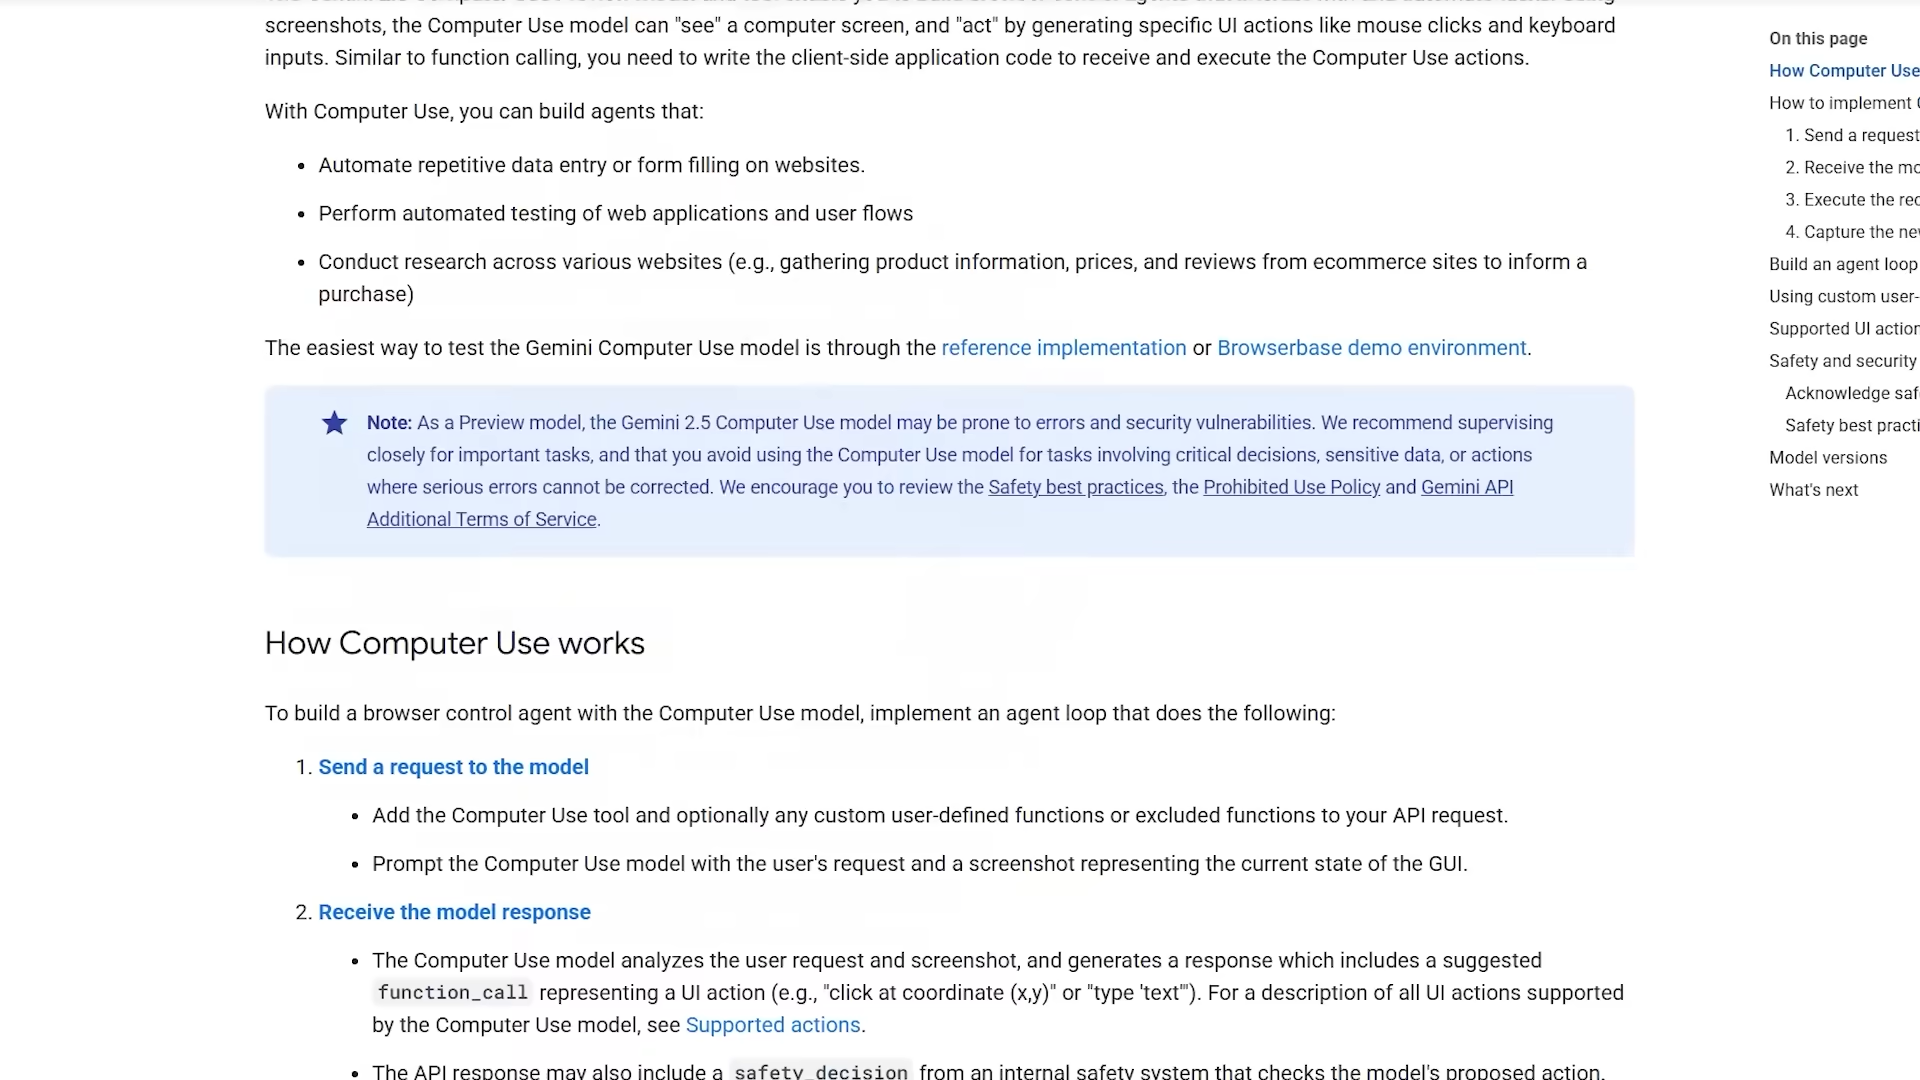 screenshots, the Computer Use model can "see" a computer screen, and "act" by generating specific UI actions like mouse clicks and keyboard
inputs. Similar to function calling, you need to write the client-side application code to receive and execute the Computer Use actions.
With Computer Use, you can build agents that:
• Automate repetitive data entry or form filling on websites.
• Perform automated testing of web applications and user flows
• Conduct research across various websites (e.g., gathering product information, prices, and reviews from ecommerce sites to inform a
purchase)
The easiest way to test the Gemini Computer Use model is through the reference implementation or Browserbase demo environment.
Note: As a Preview model, the Gemini 2.5 Computer Use model may be prone to errors and security vulnerabilities. We recommend supervising
closely for important tasks, and that you avoid using the Computer Use model for tasks involving critical decisions, sensitive data, or actions
where serious errors cannot be corrected. We encourage you to review the Safety best practices, the Prohibited Use Policy and Gemini API
Additional Terms of Service.
How Computer Use works
To build a browser control agent with the Computer Use model, implement an agent loop that does the following:
1. Send a request to the model
• Add the Computer Use tool and optionally any custom user-defined functions or excluded functions to your API request.
• Prompt the Computer Use model with the user's request and a screenshot representing the current state of the GUI.
2. Receive the model response
• The Computer Use model analyzes the user request and screenshot, and generates a response which includes a suggested
function_call representing a UI action (e.g., "click at coordinate (x,y)" or "type 'text'"). For a description of all UI actions supported
by the Computer Use model, see Supported actions.
• The API response may also include a safety_decision from an internal safety system that checks the model's proposed action.
On this page
How Computer Use
How to implement
1. Send a request
2. Receive the mo
3. Execute the rec
4. Capture the ne
Build an agent loop
Using custom user-
Supported UI action
Safety and security
Acknowledge saf
Safety best practi
Model versions
What's next